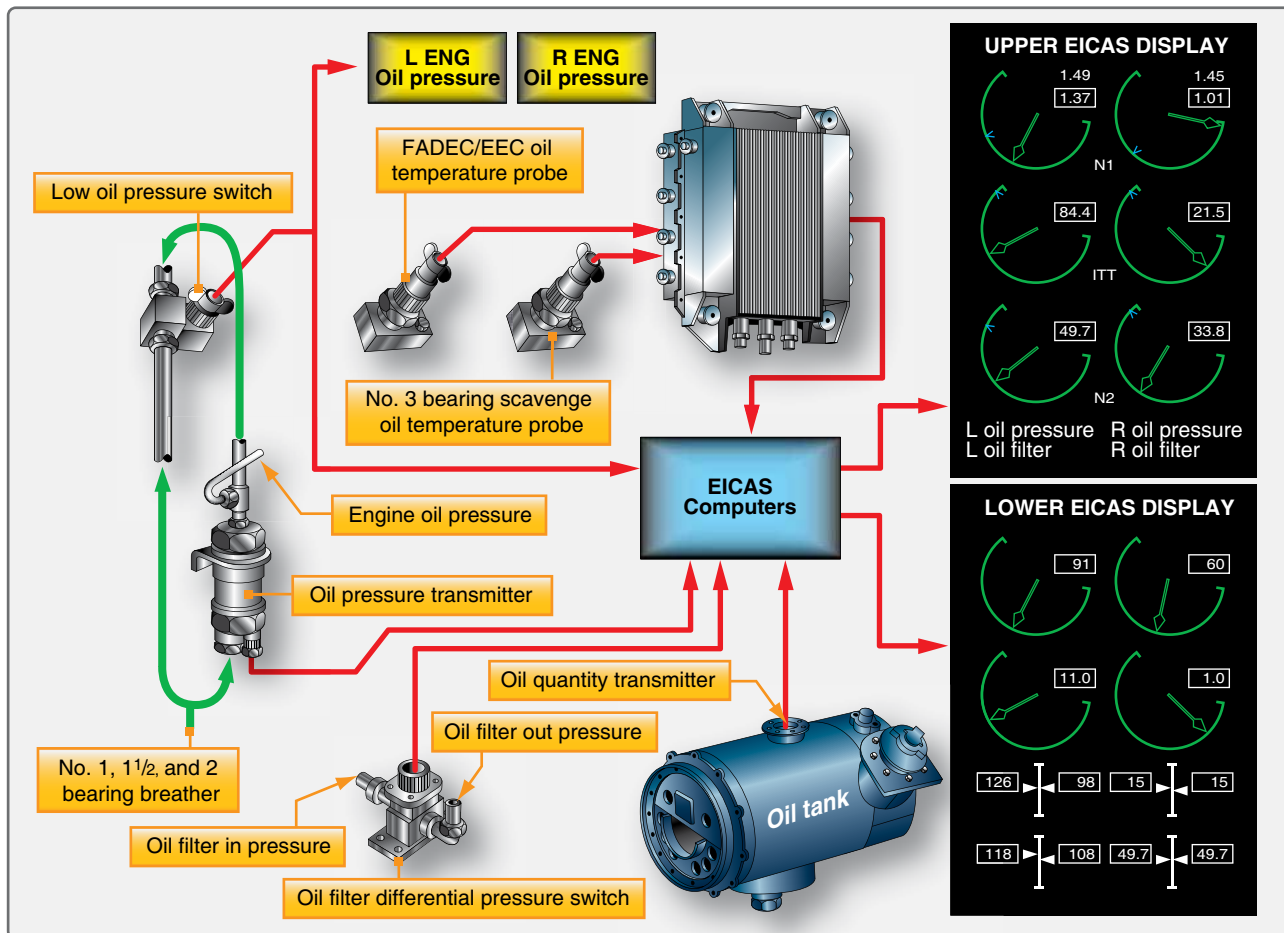 L ENG
Oil pressure
R ENG
Oil pressure
FADEC/EEC oil
temperature probe
Low oil pressure switch
No. 3 bearing scavenge
oil temperature probe
EICAS
Computers
Engine oil pressure
Oil pressure transmitter
Oil quantity transmitter
Oil filter out pressure
No. 1, 1 1/2, and 2
bearing breather
Oil filter in pressure
Oil filter differential pressure switch
Oil tank
UPPER EICAS DISPLAY
1.49 1.45
1.37 1.01
N1
84.4 21.5
ITT
49.7 33.8
N2
L oil pressure R oil pressure
L oil filter R oil filter
LOWER EICAS DISPLAY
91 60
11.0 1.0
126 98 15 15
118 108 49.7 49.7